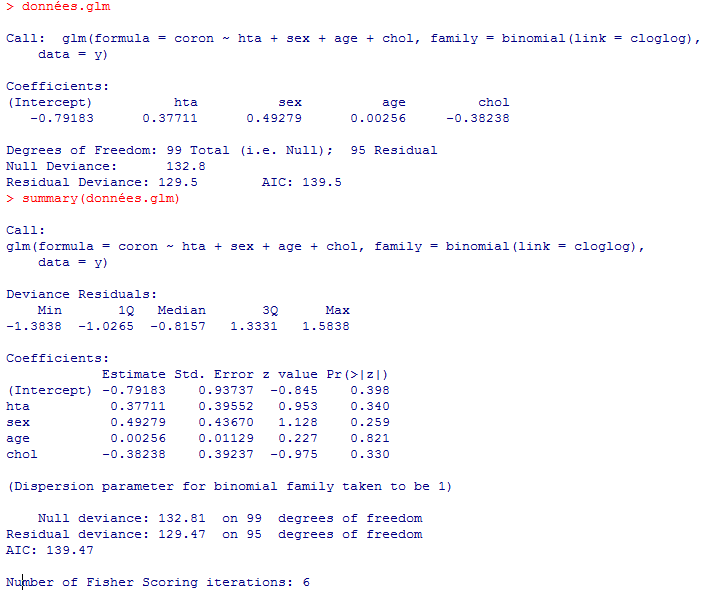 > données.glm
Call:  glm(formula = coron ~ hta + sex + age + chol, family = binomial(link = cloglog),
    data = y)
Coefficients:
(Intercept)          hta          sex          age         chol
   -0.79183      0.37711      0.49279      0.00256     -0.38238
Degrees of Freedom: 99 Total (i.e. Null);  95 Residual
Null Deviance:      132.8
Residual Deviance: 129.5        AIC: 139.5
> summary(données.glm)
Call:
glm(formula = coron ~ hta + sex + age + chol, family = binomial(link = cloglog),
    data = y)
Deviance Residuals:
    Min       1Q   Median       3Q      Max
-1.3838  -1.0265  -0.8157   1.3331   1.5838
Coefficients:
            Estimate Std. Error z value Pr(>|z|)
(Intercept) -0.79183    0.93737  -0.845    0.398
hta          0.37711    0.39552   0.953    0.340
sex          0.49279    0.43670   1.128    0.259
age          0.00256    0.01129   0.227    0.821
chol        -0.38238    0.39237  -0.975    0.330
(Dispersion parameter for binomial family taken to be 1)
    Null deviance: 132.81  on 99  degrees of freedom
Residual deviance: 129.47  on 95  degrees of freedom
AIC: 139.47
Number of Fisher Scoring iterations: 6